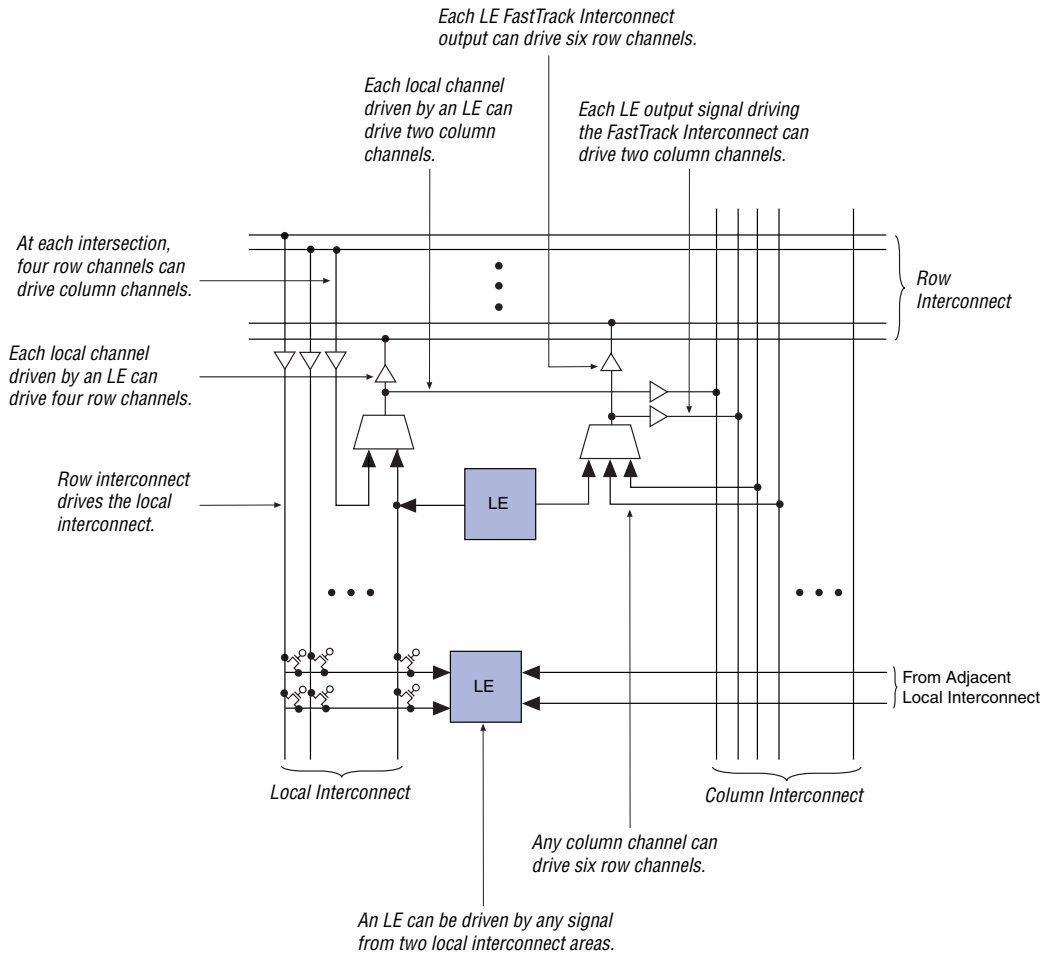 Each LE FastTrack Interconnect
output can drive six row channels.
Each local channel
driven by an LE can
drive two column
channels.
Each LE output signal driving
the FastTrack Interconnect can
drive two column channels.
At each intersection,
four row channels can
drive column channels.
Row
Interconnect
Each local channel
driven by an LE can
drive four row channels.
Row interconnect
drives the local
interconnect.
LE
LE
From Adjacent
Local Interconnect
Local Interconnect
Column Interconnect
Any column channel can
drive six row channels.
An LE can be driven by any signal
from two local interconnect areas.